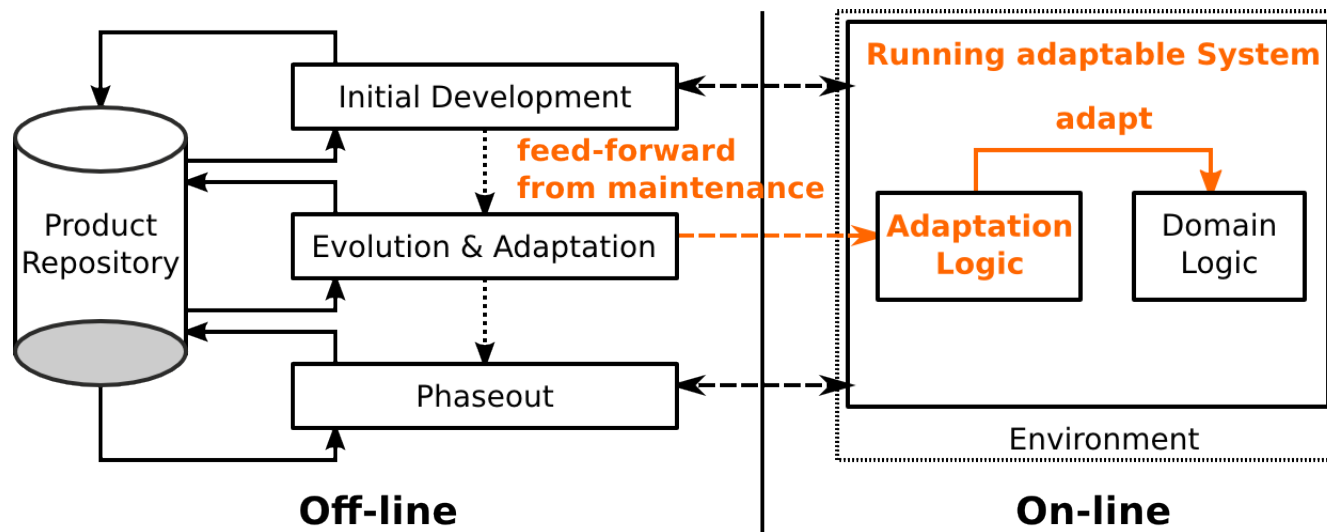 Running adaptable System
Initial Development
adapt
feed-forward
from maintenance
Product
Repository
Evolution & Adaptation
Adaptation
Logic
Domain
Logic
Phaseout
Environment
Off-line
On-line